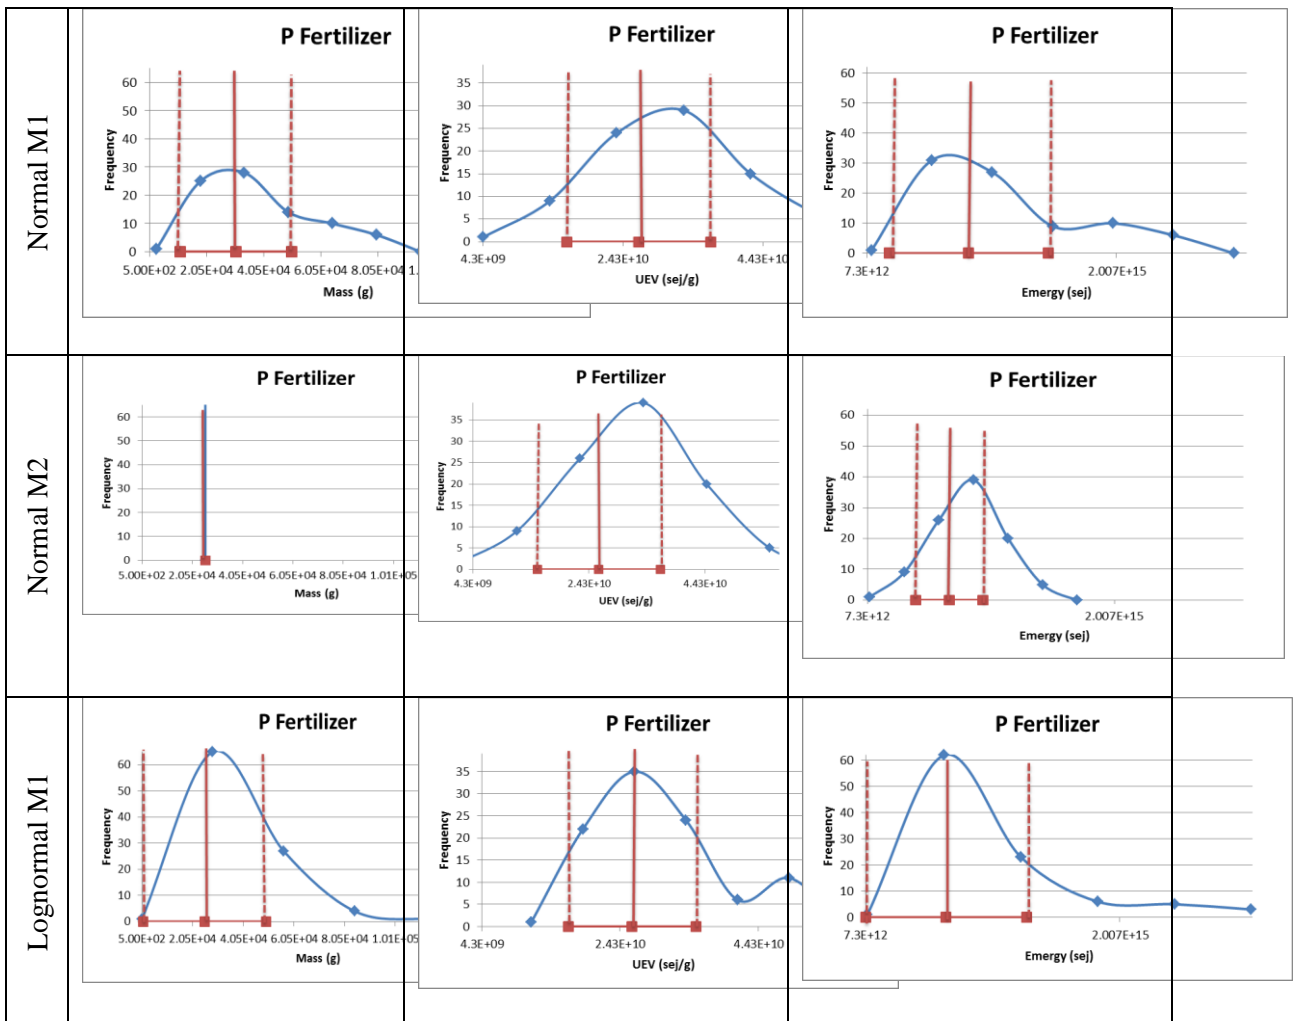 Normal M1
P Fertilizer
Frequency
60
50
40
30
20
10
0
5.00E+02 2.05E+04 4.05E+04 6.05E+04 8.05E+04 1.
Mass (g)
P Fertilizer
Frequency
35
30
25
20
15
10
5
0
4.3E+09 2.43E+10 4.43E+10
UEV (sej/g)
P Fertilizer
Frequency
60
50
40
30
20
10
0
7.3E+12 2.007E+15
Emergy (sej)
Normal M2
P Fertilizer
Frequency
60
50
40
30
20
10
0
5.00E+02 2.05E+04 4.05E+04 6.05E+04 8.05E+04 1.01E+05
Mass (g)
P Fertilizer
Frequency
35
30
25
20
15
10
5
0
4.3E+09 2.43E+10 4.43E+10
UEV (sej/g)
P Fertilizer
Frequency
60
50
40
30
20
10
0
7.3E+12 2.007E+15
Emergy (sej)
Lognormal M1
P Fertilizer
Frequency
60
50
40
30
20
10
0
5.00E+02 2.05E+04 4.05E+04 6.05E+04 8.05E+04 1.01E+05
Mass (g)
P Fertilizer
Frequency
35
30
25
20
15
10
5
0
4.3E+09 2.43E+10 4.43E+10
UEV (sej/g)
P Fertilizer
Frequency
60
50
40
30
20
10
0
7.3E+12 2.007E+15
Emergy (sej)